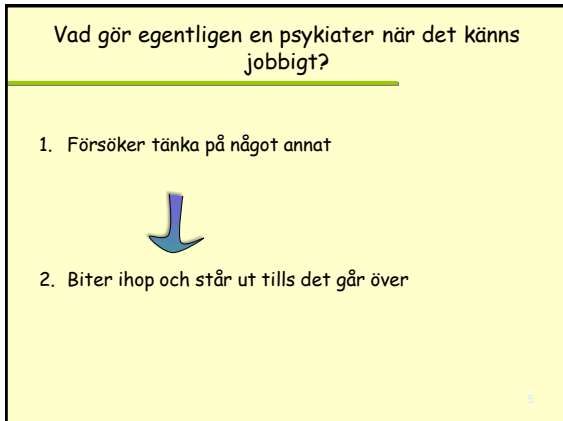 Vad gör egentligen en psykiater när det känns
jobbigt?
1. Försöker tänka på något annat
2. Biter ihop och står ut tills det går över
5